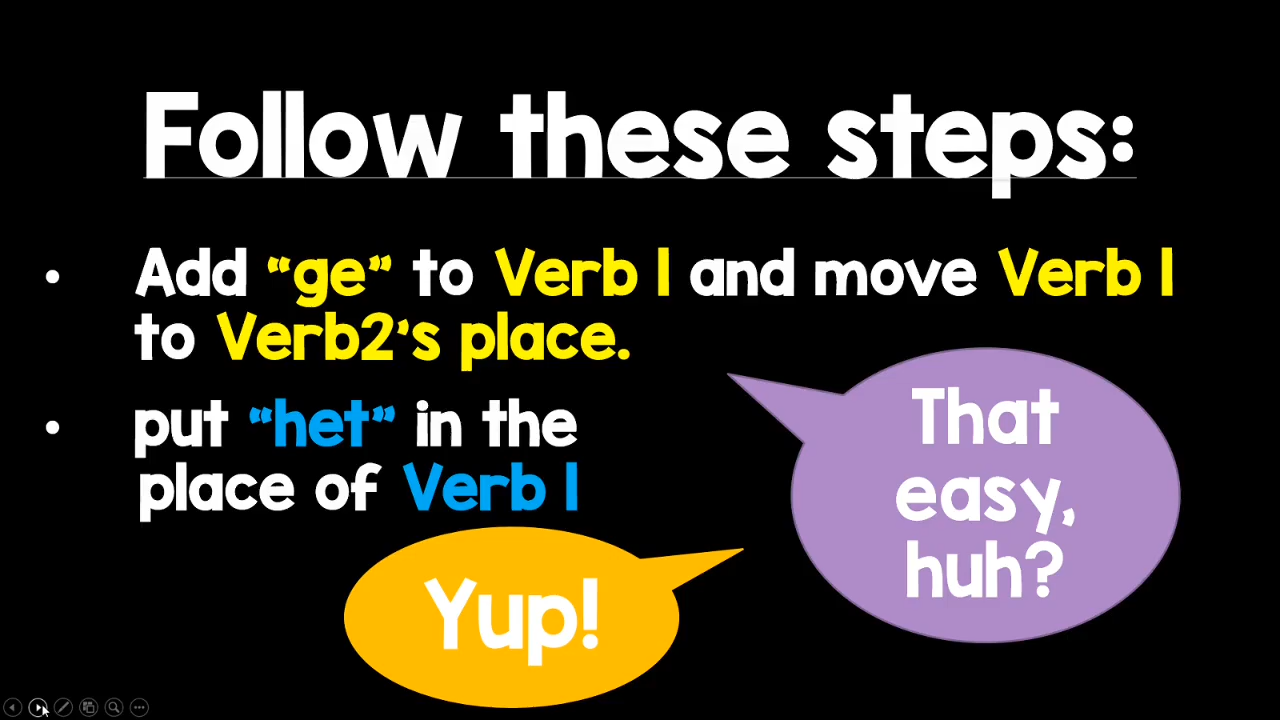 Follow these steps:
• Add “ge” to Verb 1 and move Verb 1
to Verb2's place.
• put “het” in the
place of Verb 1
That
easy,
huh?
Yup!